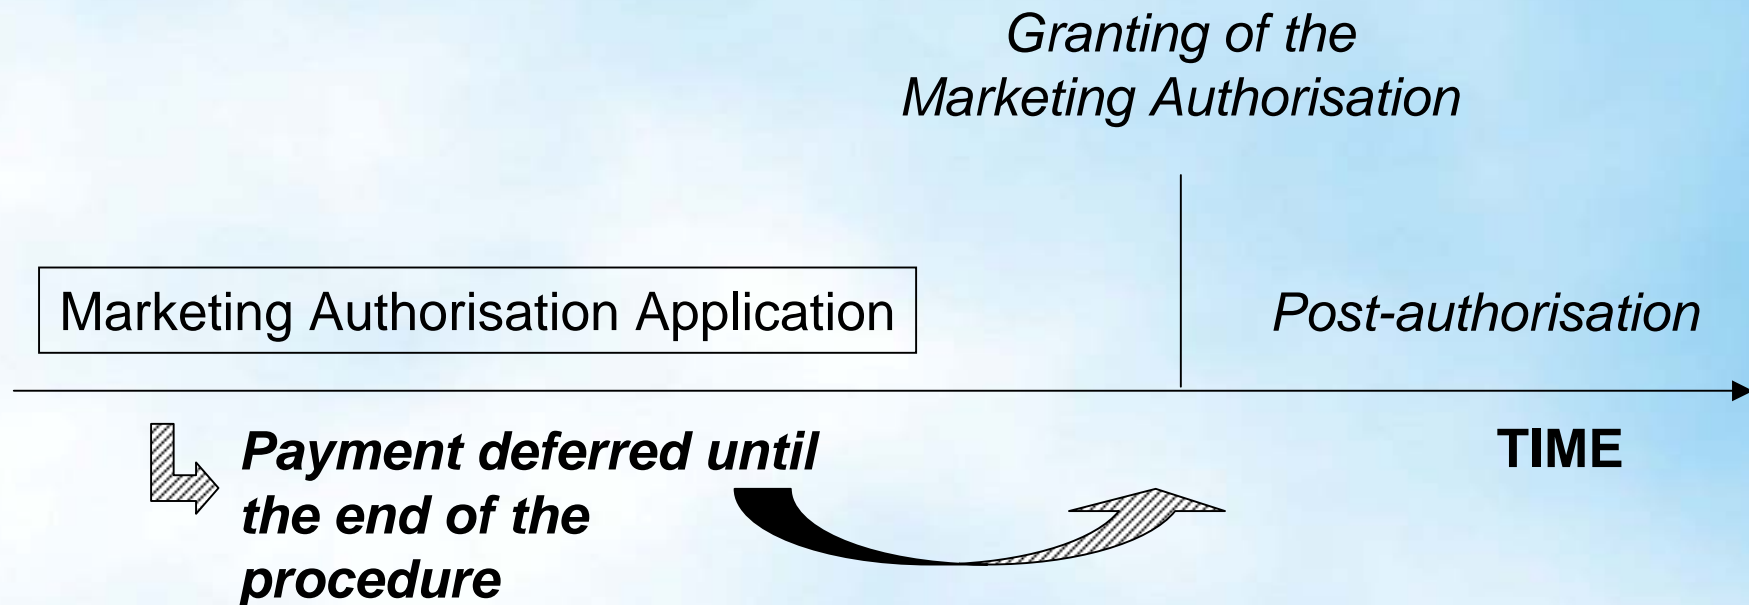 Granting of the
Marketing Authorisation
Marketing Authorisation Application
Post-authorisation
TIME
Payment deferred until
the end of the
procedure